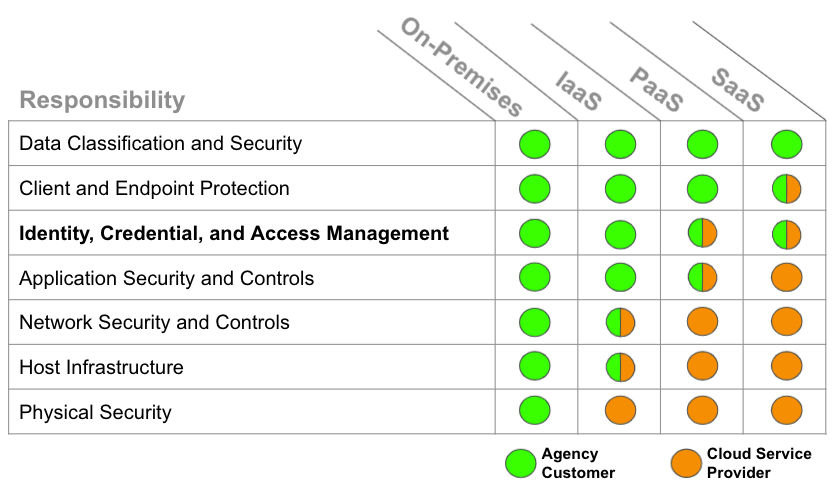 On-Premises
IaaS
PaaS
SaaS
Responsibility
Data Classification and Security
Client and Endpoint Protection
Identity, Credential, and Access Management
Application Security and Controls
Network Security and Controls
Host Infrastructure
Physical Security
Agency
Customer
Cloud Service
Provider